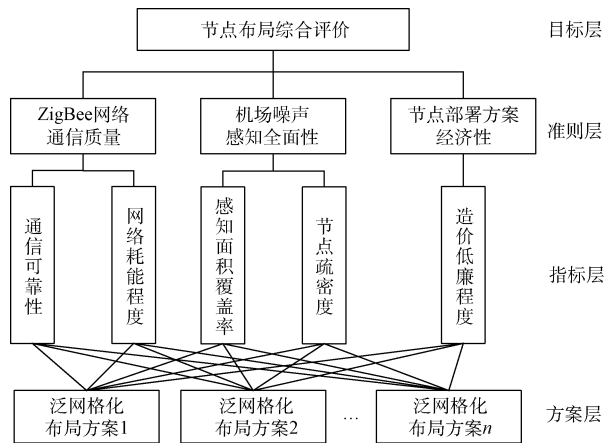 节点布局综合评价
目标层
ZigBee网络
通信质量
机场噪声
感知全面性
节点部署方案
经济性
准则层
通信可靠性
网络耗能程度
感知面积覆盖率
节点疏密度
造价低廉程度
指标层
泛网格化
布局方案1
泛网格化
布局方案2
…
泛网格化
布局方案n
方案层